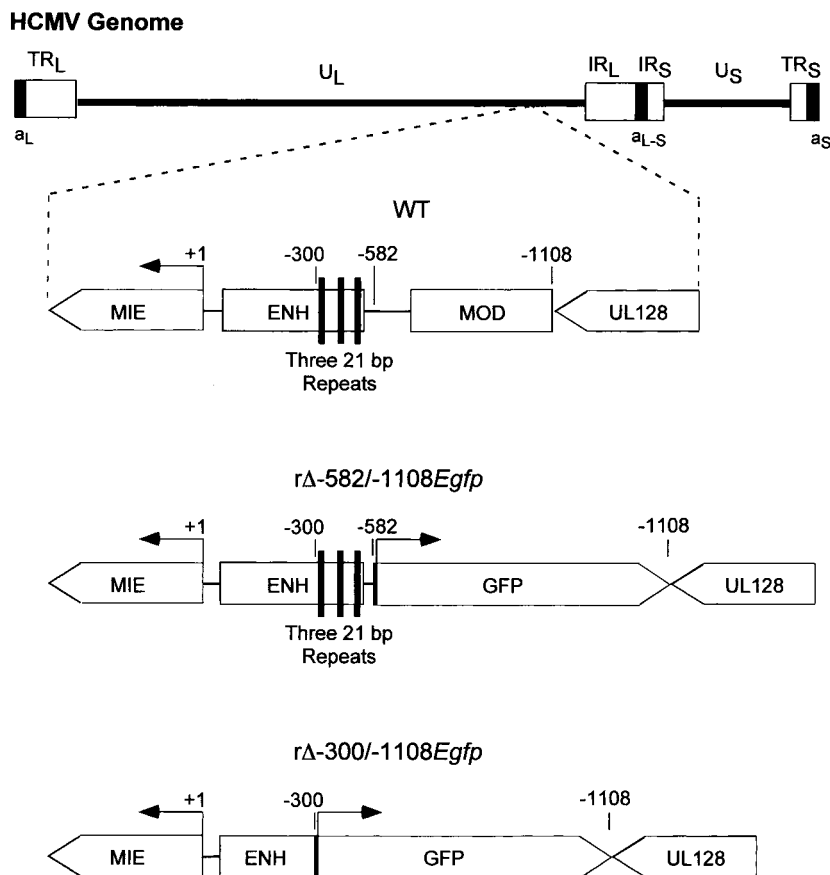 HCMV Genome
TRL UL IRL IRS US TRS
aL aL-S aS
WT
+1 -300 -582 -1108
MIE ENH MOD UL128
Three 21 bp
Repeats
rΔ-582/-1108Egfp
+1 -300 -582 -1108
MIE ENH GFP UL128
Three 21 bp
Repeats
rΔ-300/-1108Egfp
+1 -300 -1108
MIE ENH GFP UL128